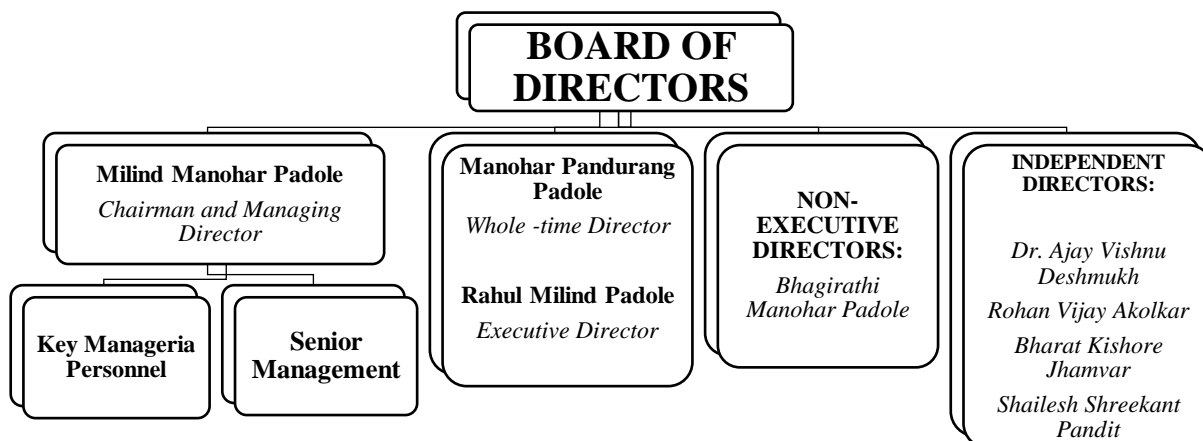 BOARD OF
DIRECTORS
Milind Manohar Padole
Chairman and Managing
Director
Key Manageria
Personnel
Senior
Management
Manohar Pandurang
Padole
Whole -time Director
Rahul Milind Padole
Executive Director
NON-
EXECUTIVE
DIRECTORS:
Bhagirathi
Manohar Padole
INDEPENDENT
DIRECTORS:
Dr. Ajay Vishnu
Deshmukh
Rohan Vijay Akolkar
Bharat Kishore
Jhamvar
Shailesh Shreekant
Pandit